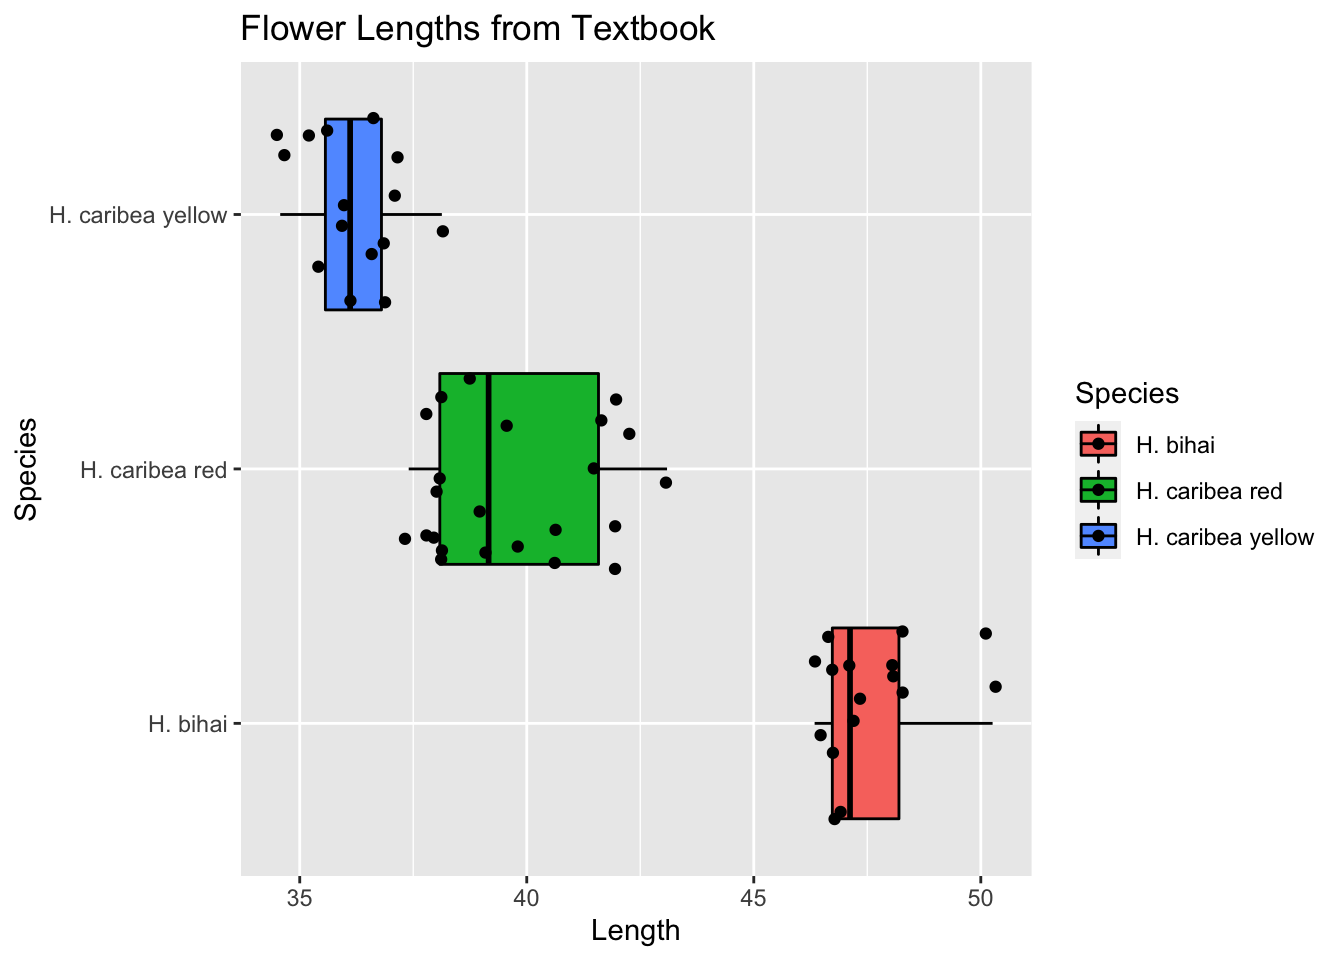 Flower Lengths from Textbook
Species
H. caribea yellow
H. caribea red
H. bihai
35 40 45 50
Length
Species
H. bihai
H. caribea red
H. caribea yellow